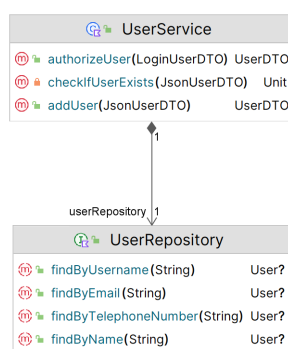 UserService
authorizeUser(LoginUserDTO) UserDTO
checkIfUserExists(JsonUserDTO) Unit
addUser(JsonUserDTO) UserDTO
1
userRepository 1
UserRepository
findByUsername(String) User?
findByEmail(String) User?
findByTelephoneNumber(String) User?
findByName(String) User?